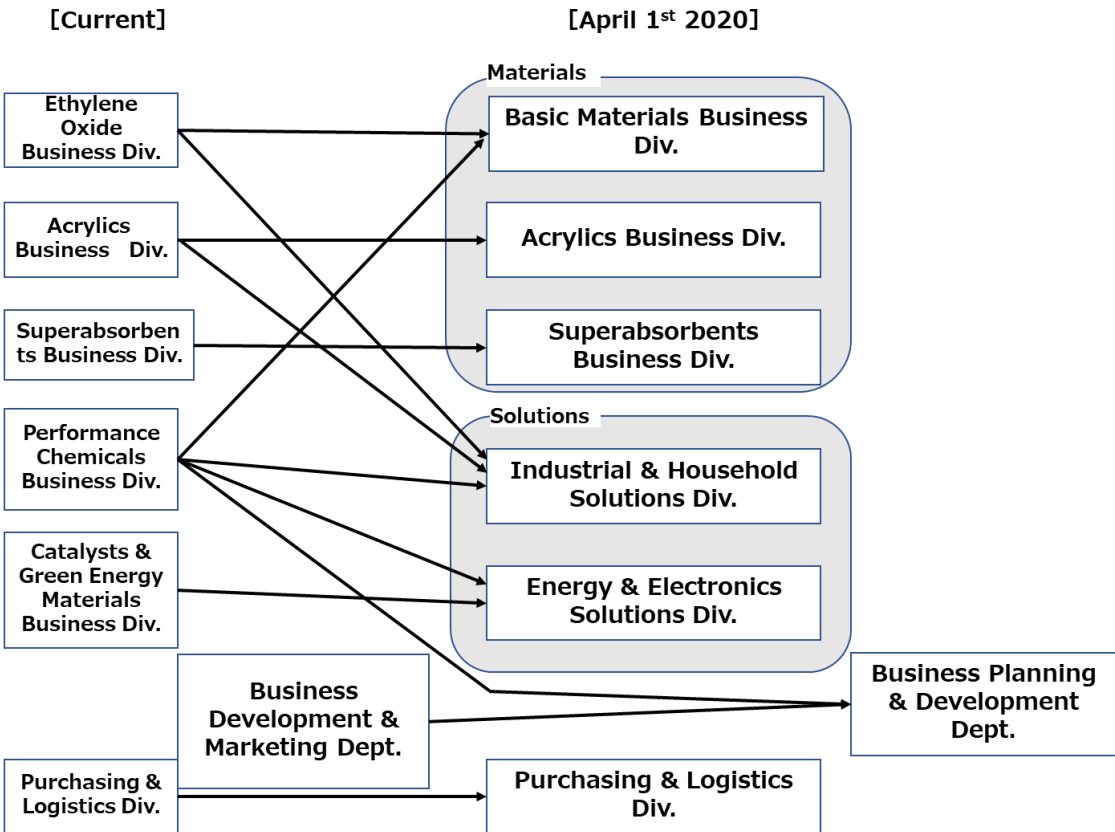 [Current]
[April 1st 2020]
Ethylene
Oxide
Business Div.
Acrylics
Business Div.
Superabsorben
ts Business Div.
Performance
Chemicals
Business Div.
Catalysts &
Green Energy
Materials
Business Div.
Business
Development &
Marketing Dept.
Purchasing &
Logistics Div.
Materials
Basic Materials Business
Div.
Acrylics Business Div.
Superabsorbents
Business Div.
Solutions
Industrial & Household
Solutions Div.
Energy & Electronics
Solutions Div.
Business Planning
& Development
Dept.
Purchasing & Logistics
Div.